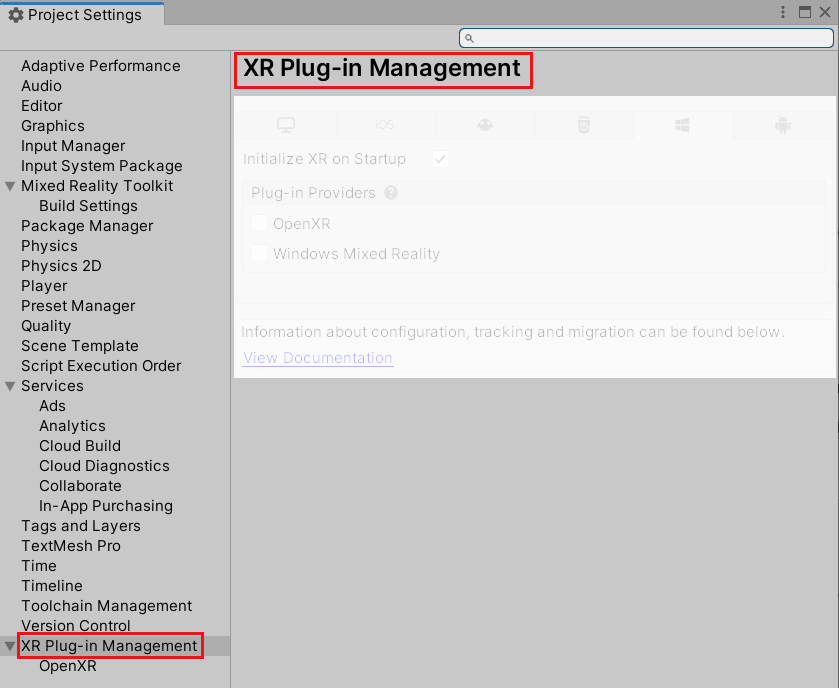 Project Settings
Adaptive Performance
Audio
Editor
Graphics
Input Manager
Input System Package
Mixed Reality Toolkit
Build Settings
Package Manager
Physics
Physics 2D
Player
Preset Manager
Quality
Scene Template
Script Execution Order
Services
Ads
Analytics
Cloud Build
Cloud Diagnostics
Collaborate
In-App Purchasing
Tags and Layers
TextMesh Pro
Time
Timeline
Toolchain Management
Version Control
XR Plug-in Management
OpenXR
XR Plug-in Management
iOS
Initialize XR on Startup
Plug-in Providers
OpenXR
Windows Mixed Reality
Information about configuration, tracking and migration can be found below.
View Documentation